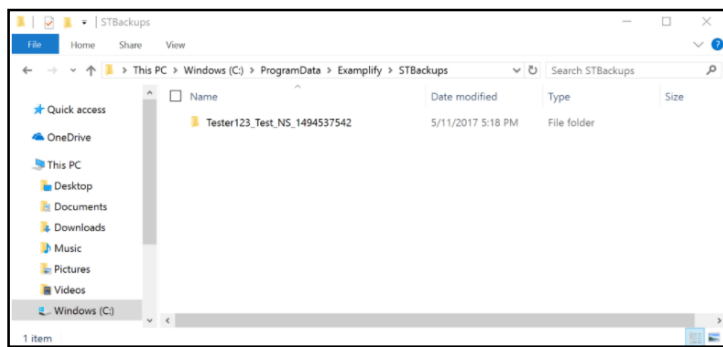 STBackups
File Home Share View
This PC > Windows (C:) > ProgramData > Examplify > STBackups Search STBackups
Name Date modified Type Size
Quick access
Tester123_Test_NS_1494537542 5/11/2017 5:18 PM File folder
OneDrive
This PC
Desktop
Documents
Downloads
Music
Pictures
Videos
Windows (C:)
1 item